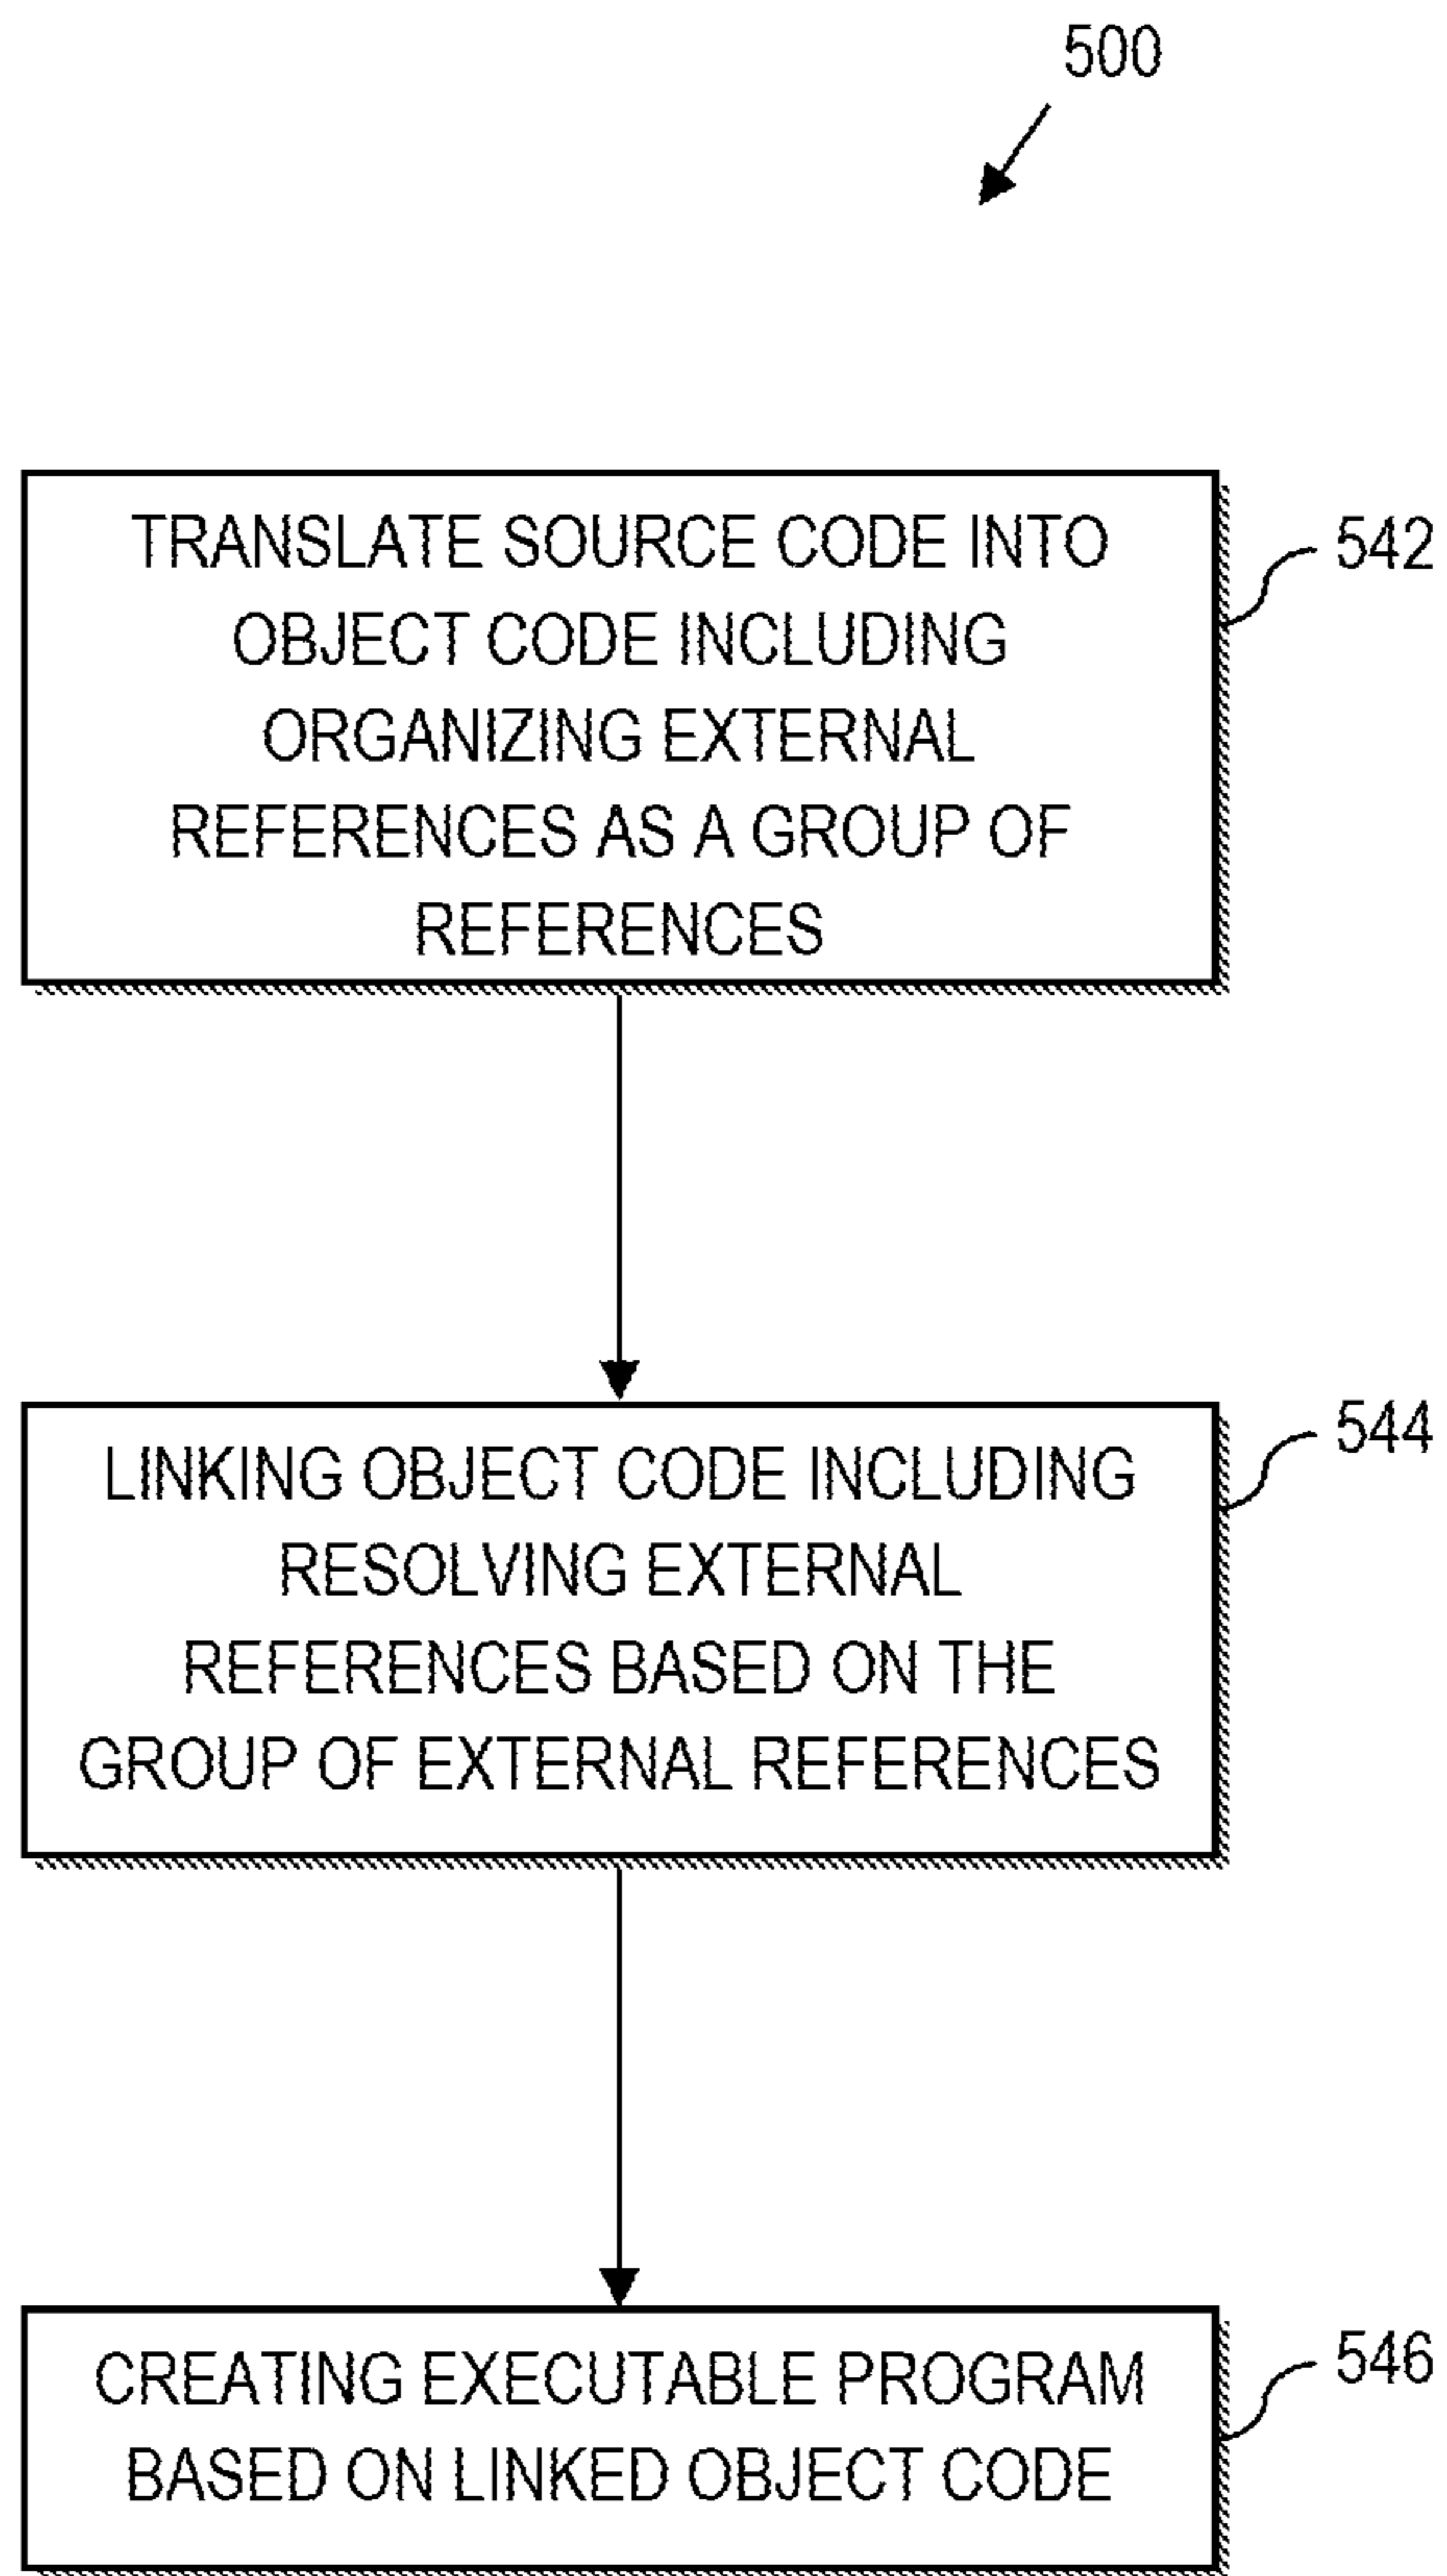 500
TRANSLATE SOURCE CODE INTO
OBJECT CODE INCLUDING
ORGANIZING EXTERNAL
REFERENCES AS A GROUP OF
REFERENCES
542
LINKING OBJECT CODE INCLUDING
RESOLVING EXTERNAL
REFERENCES BASED ON THE
GROUP OF EXTERNAL REFERENCES
544
CREATING EXECUTABLE PROGRAM
BASED ON LINKED OBJECT CODE
546